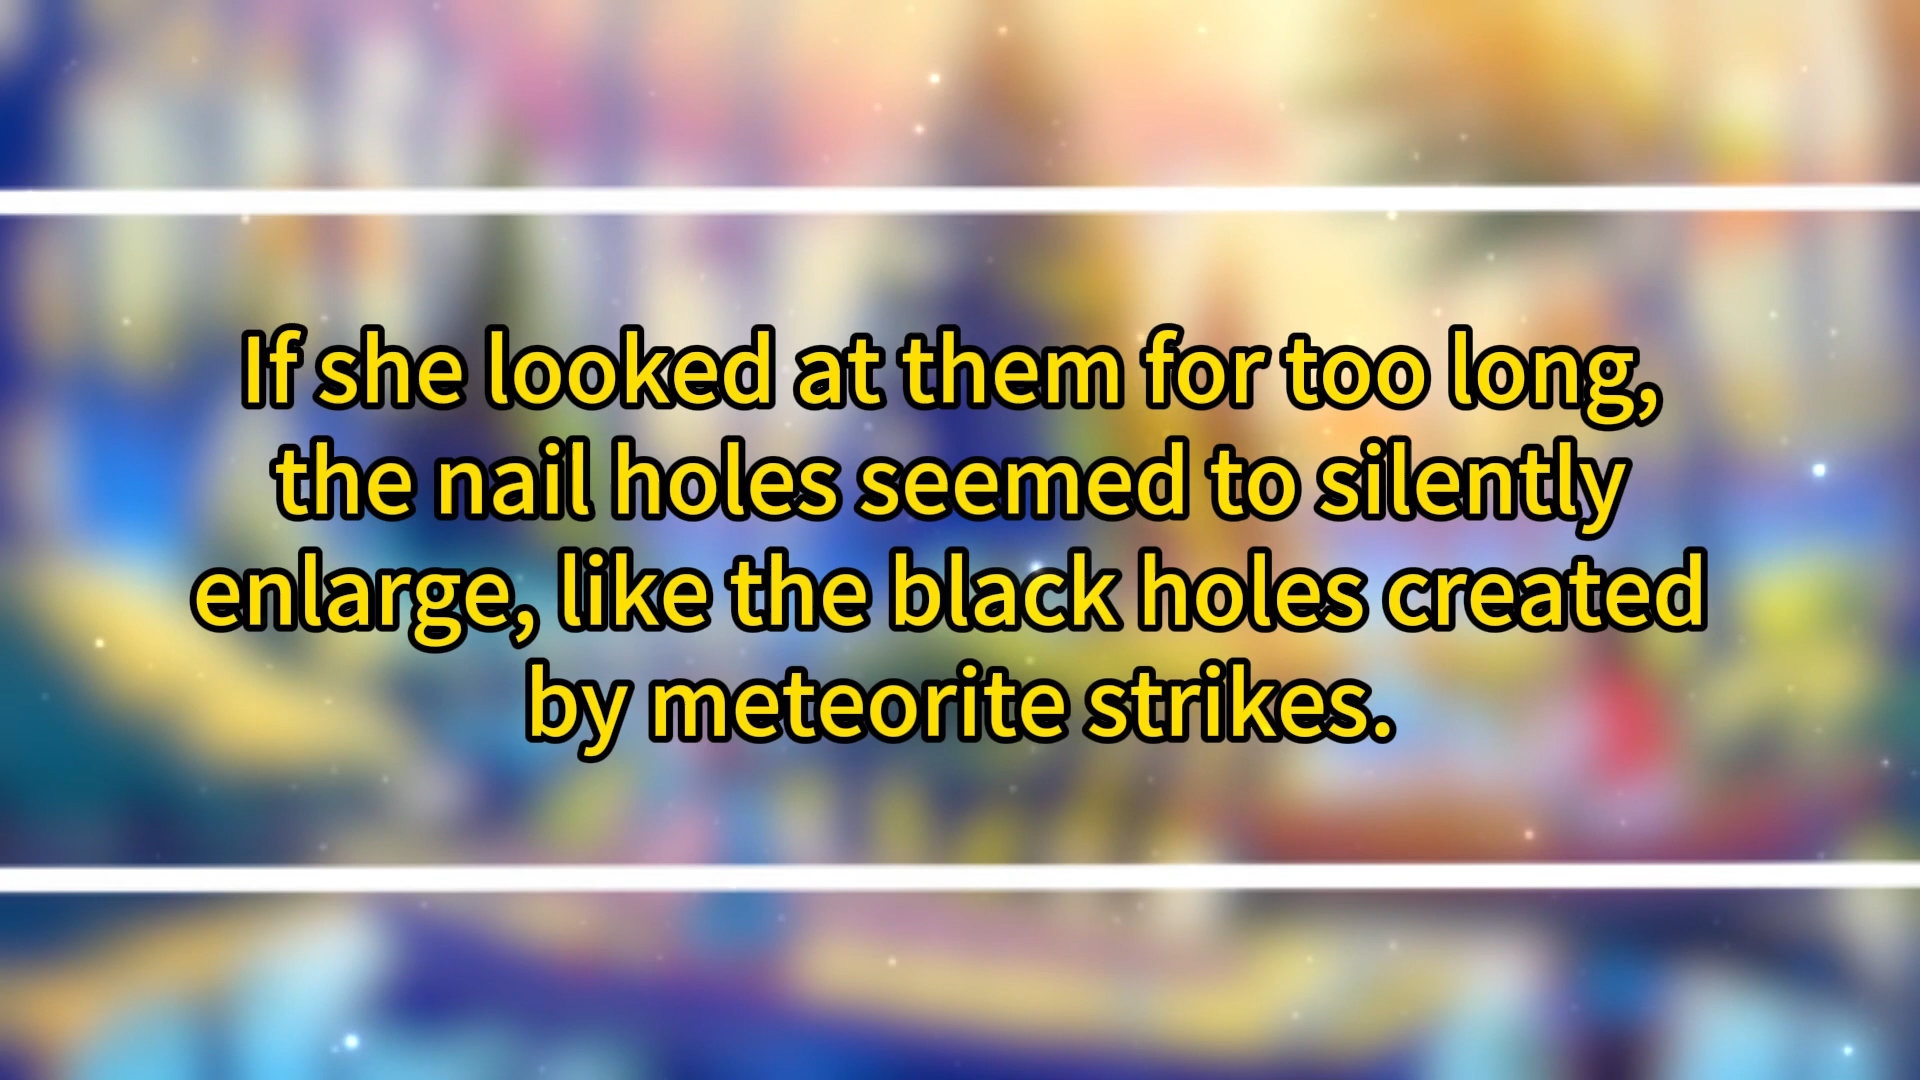 If she looked at them for too long,
the nail holes seemed to silently
enlarge, like the black holes created
by meteorite strikes.